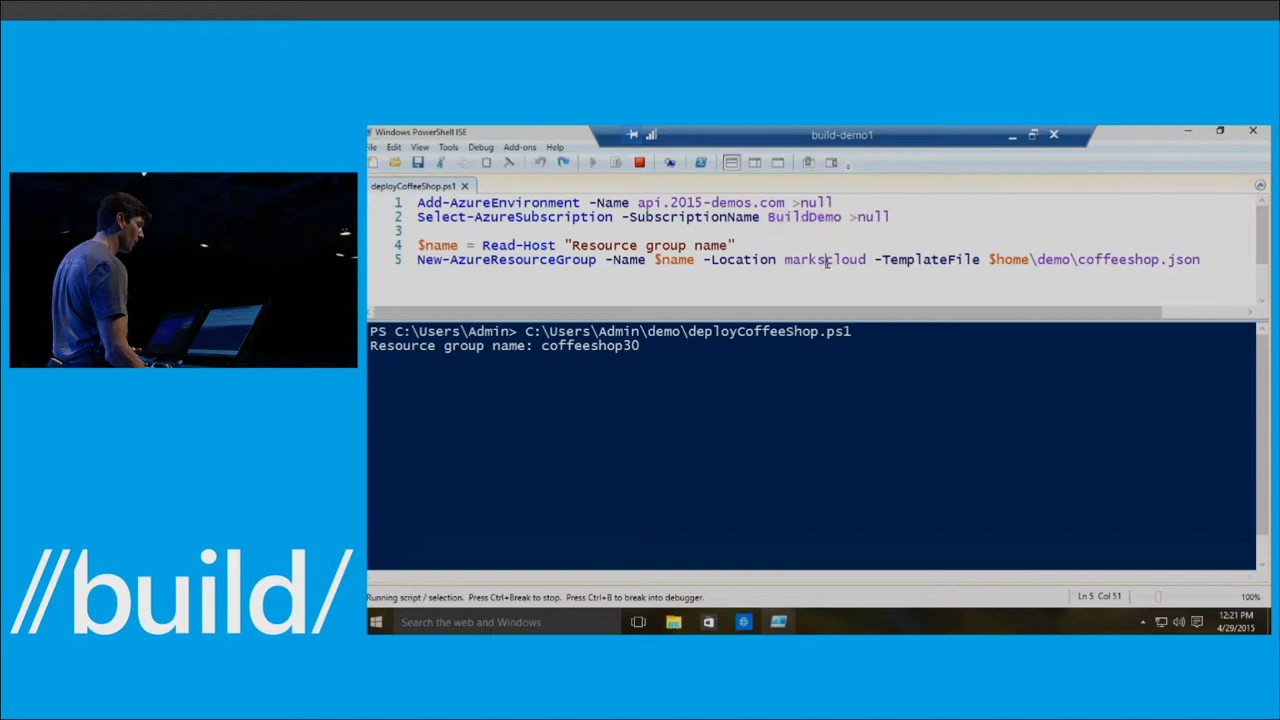 Windows PowerShell ISE
build-demo1
File Edit View Tools Debug Add-ons Help
deployCoffeeShop.ps1
1 Add-AzureEnvironment -Name api.2015-demos.com >null
2 Select-AzureSubscription -SubscriptionName BuildDemo >null
3
4 $name = Read-Host "Resource group name"
5 New-AzureResourceGroup -Name $name -Location markscloud -TemplateFile $home\demo\coffeeshop.json
PS C:\Users\Admin> C:\Users\Admin\demo\deployCoffeeShop.ps1
Resource group name: coffeeshop30
Running script / selection. Press Ctrl+Break to stop. Press Ctrl+B to break into debugger.
Ln 5 Col 51
100%
Search the web and Windows
12:21 PM
4/29/2015
//build/